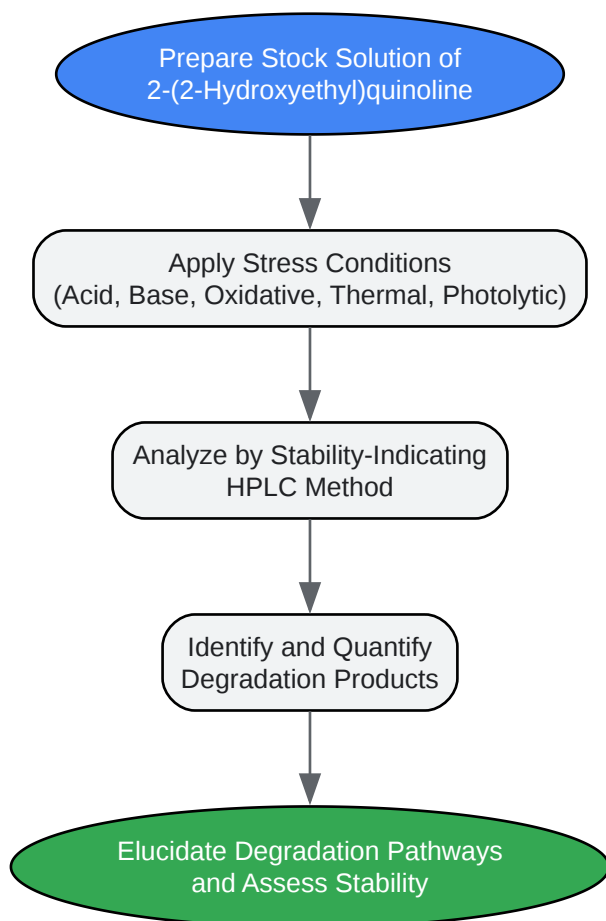 Prepare Stock Solution of
2-(2-Hydroxyethyl)quinoline
Apply Stress Conditions
(Acid, Base, Oxidative, Thermal, Photolytic)
Analyze by Stability-Indicating
HPLC Method
Identify and Quantify
Degradation Products
Elucidate Degradation Pathways
and Assess Stability